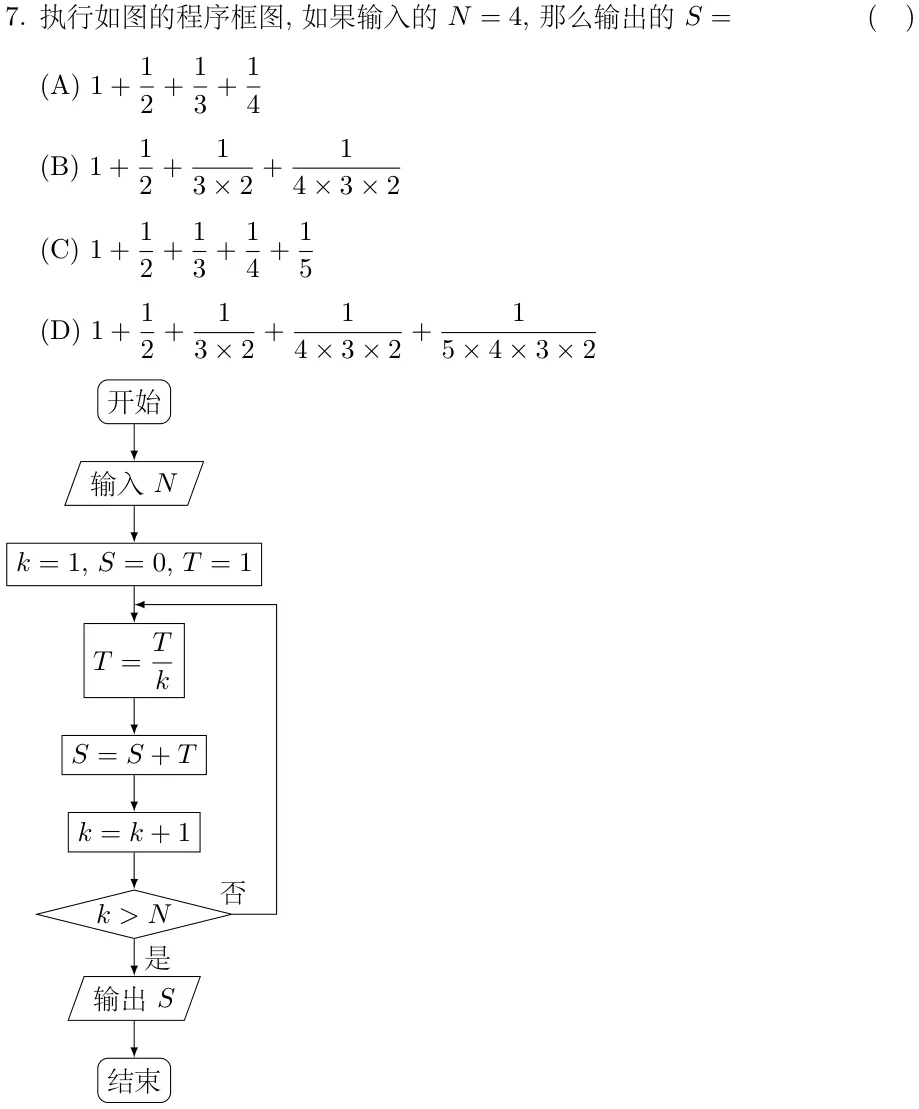 7. 执行如图的程序框图, 如果输入的 N = 4, 那么输出的 S = ( )
(A) 1 + 1/2 + 1/3 + 1/4
(B) 1 + 1/2 + 1/(3 × 2) + 1/(4 × 3 × 2)
(C) 1 + 1/2 + 1/3 + 1/4 + 1/5
(D) 1 + 1/2 + 1/(3 × 2) + 1/(4 × 3 × 2) + 1/(5 × 4 × 3 × 2)
开始
输入 N
k = 1, S = 0, T = 1
T = T/k
S = S + T
k = k + 1
否
k > N
是
输出 S
结束